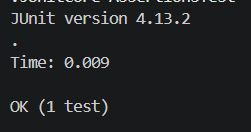 JUnit version 4.13.2
.
Time: 0.009
OK (1 test)